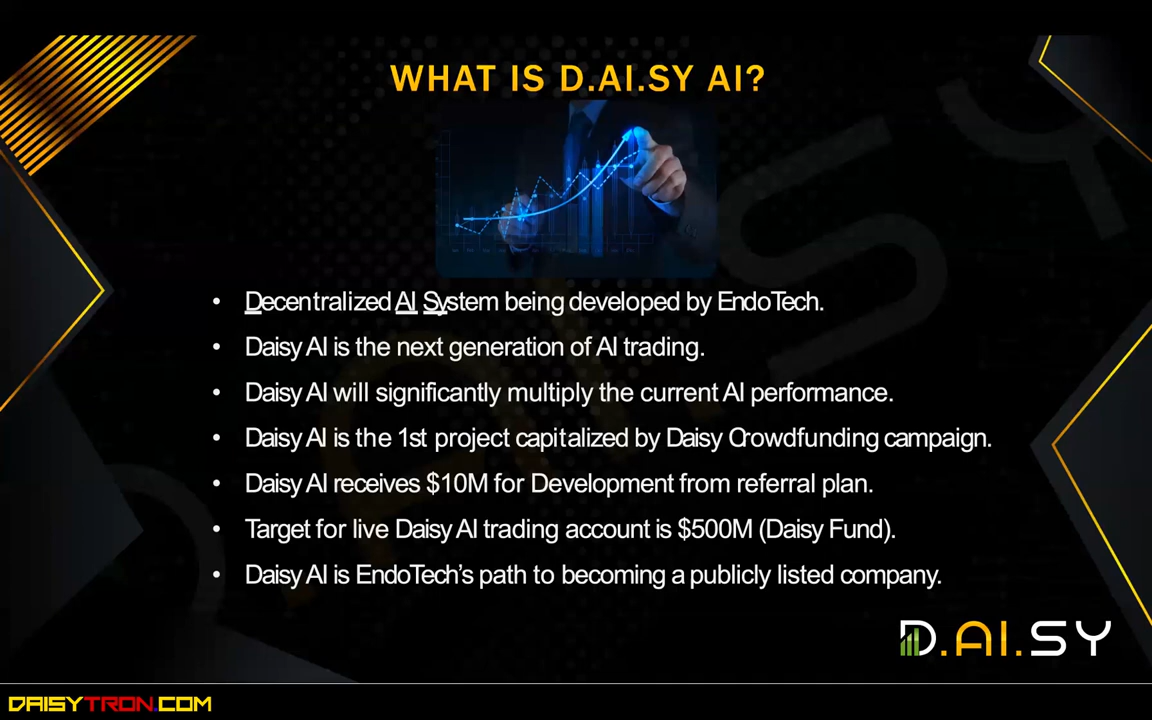 WHAT IS D.AI.SY AI?
• Decentralized AI System being developed by EndoTech.
• Daisy AI is the next generation of AI trading.
• Daisy AI will significantly multiply the current AI performance.
• Daisy AI is the 1st project capitalized by Daisy Crowdfunding campaign.
• Daisy AI receives $10M for Development from referral plan.
• Target for live Daisy AI trading account is $500M (Daisy Fund).
• Daisy AI is EndoTech's path to becoming a publicly listed company.
D.AI.SY
DAISYTRON.COM